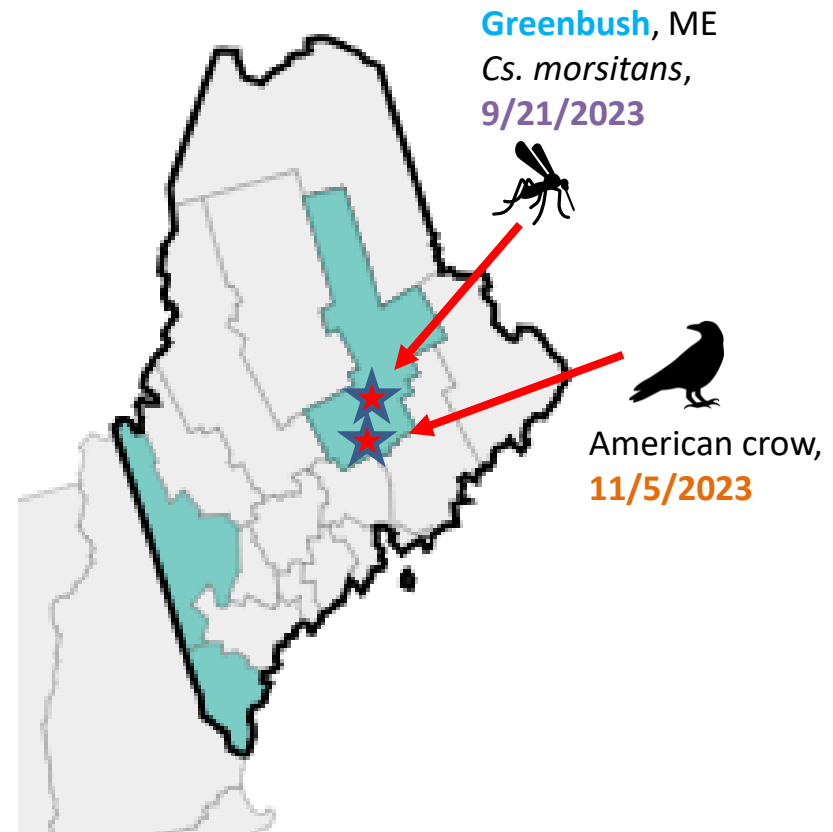 Greenbush, ME
Cs. morsitans,
9/21/2023
American crow,
11/5/2023